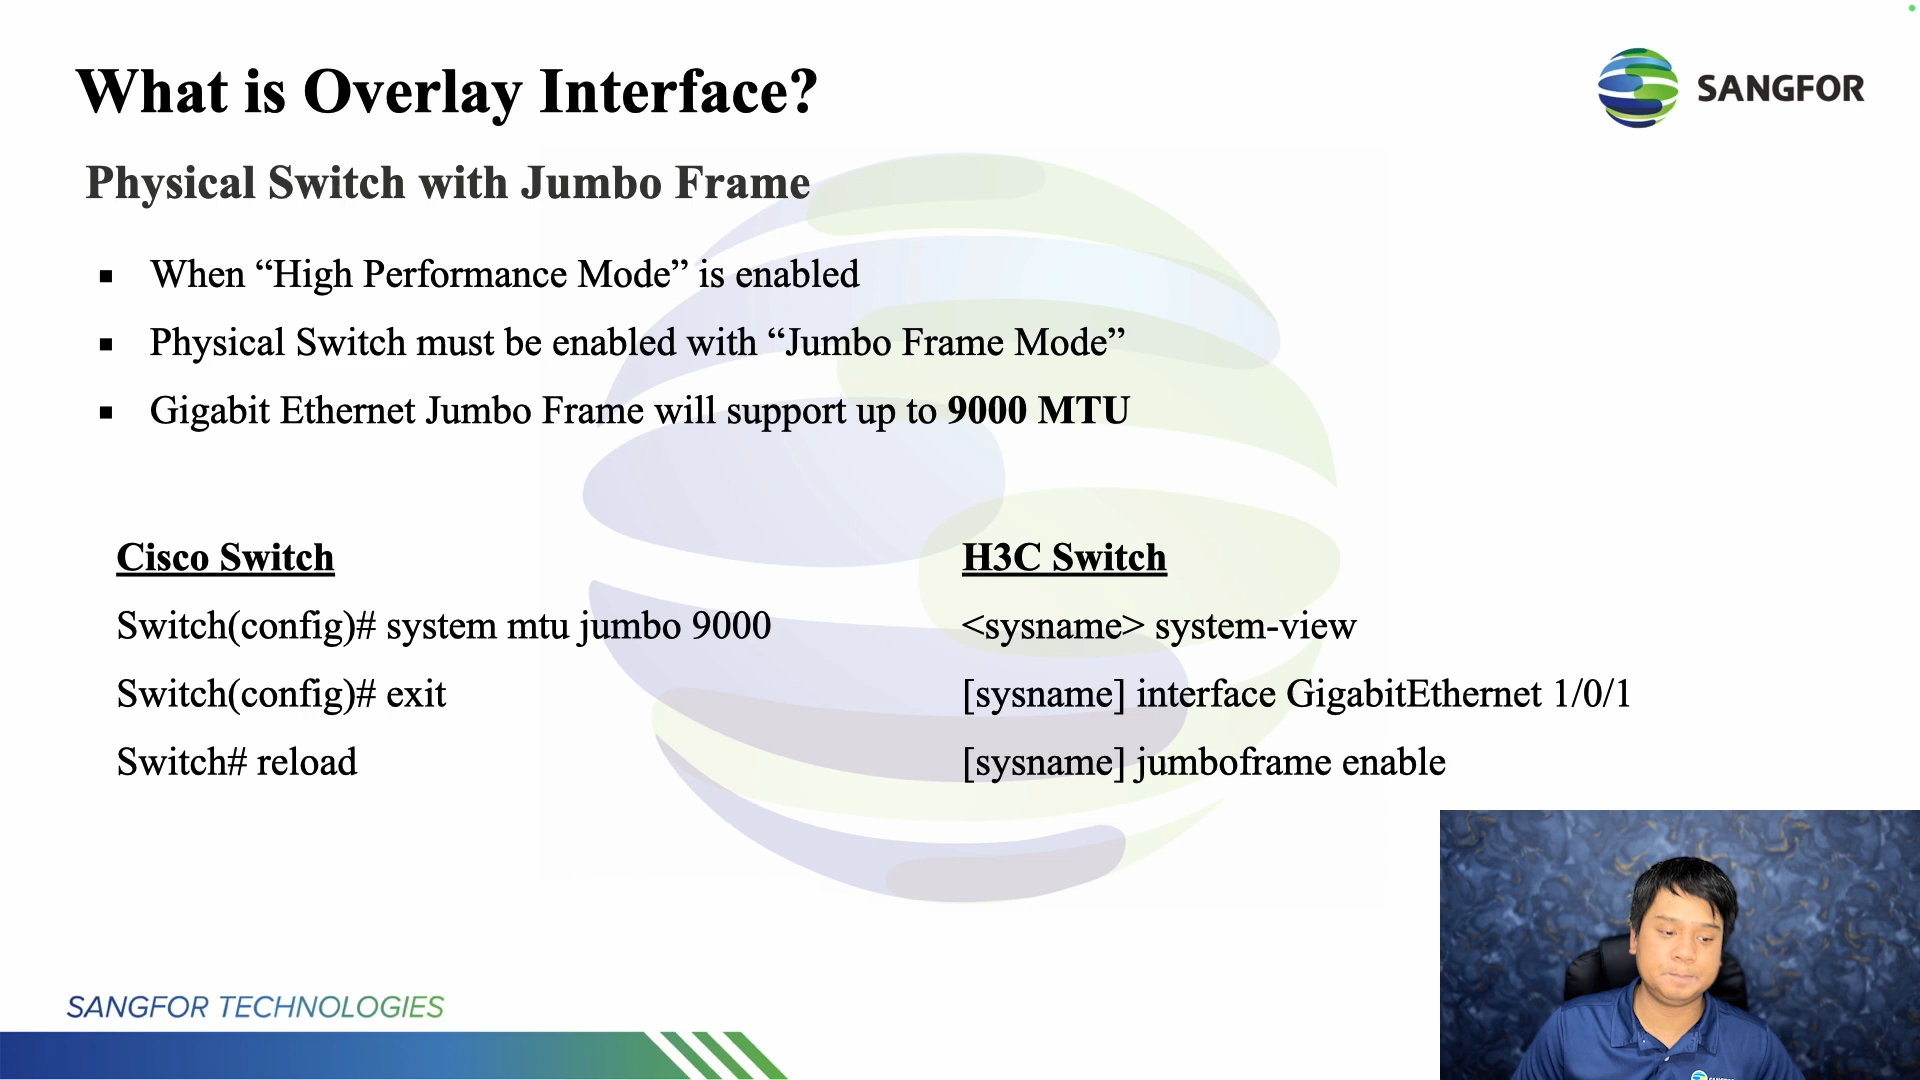 What is Overlay Interface?
SANGFOR
Physical Switch with Jumbo Frame
▪ When “High Performance Mode” is enabled
▪ Physical Switch must be enabled with “Jumbo Frame Mode”
▪ Gigabit Ethernet Jumbo Frame will support up to 9000 MTU
Cisco Switch
Switch(config)# system mtu jumbo 9000
Switch(config)# exit
Switch# reload
H3C Switch
<sysname> system-view
[sysname] interface GigabitEthernet 1/0/1
[sysname] jumboframe enable
SANGFOR TECHNOLOGIES